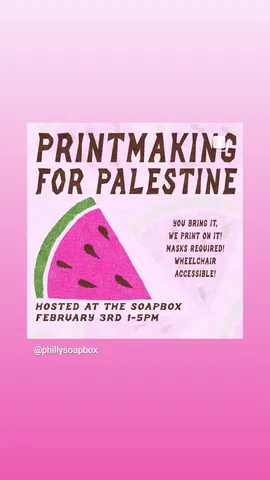 PRINTMAKING
FOR PALESTINE
YOU BRING IT,
WE PRINT ON IT!
MASKS REQUIRED!
WHEELCHAIR
ACCESSIBLE!
HOSTED AT THE SOAPBOX
FEBRUARY 3RD 1-5PM
@phillysoapbox